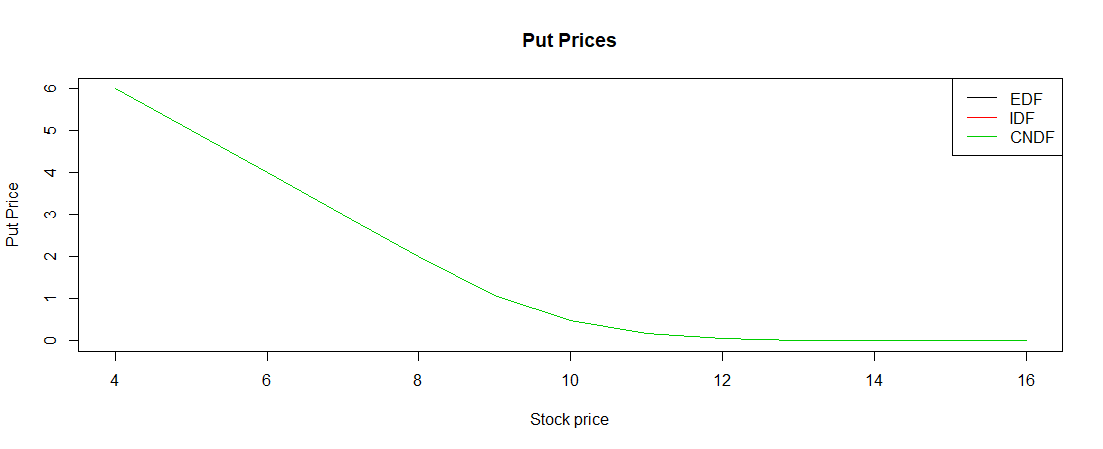 Put Prices
EDF
IDF
CNDF
Put Price
6
5
4
3
2
1
0
4 6 8 10 12 14 16
Stock price